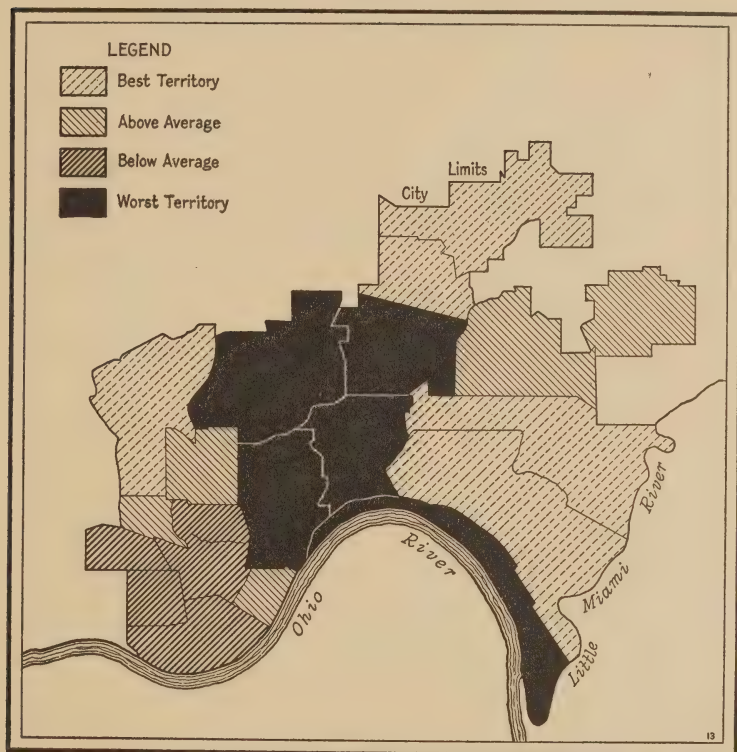 LEGEND
Best Territory
Above Average
Below Average
Worst Territory
City Limits
Ohio River
Little Miami River
13